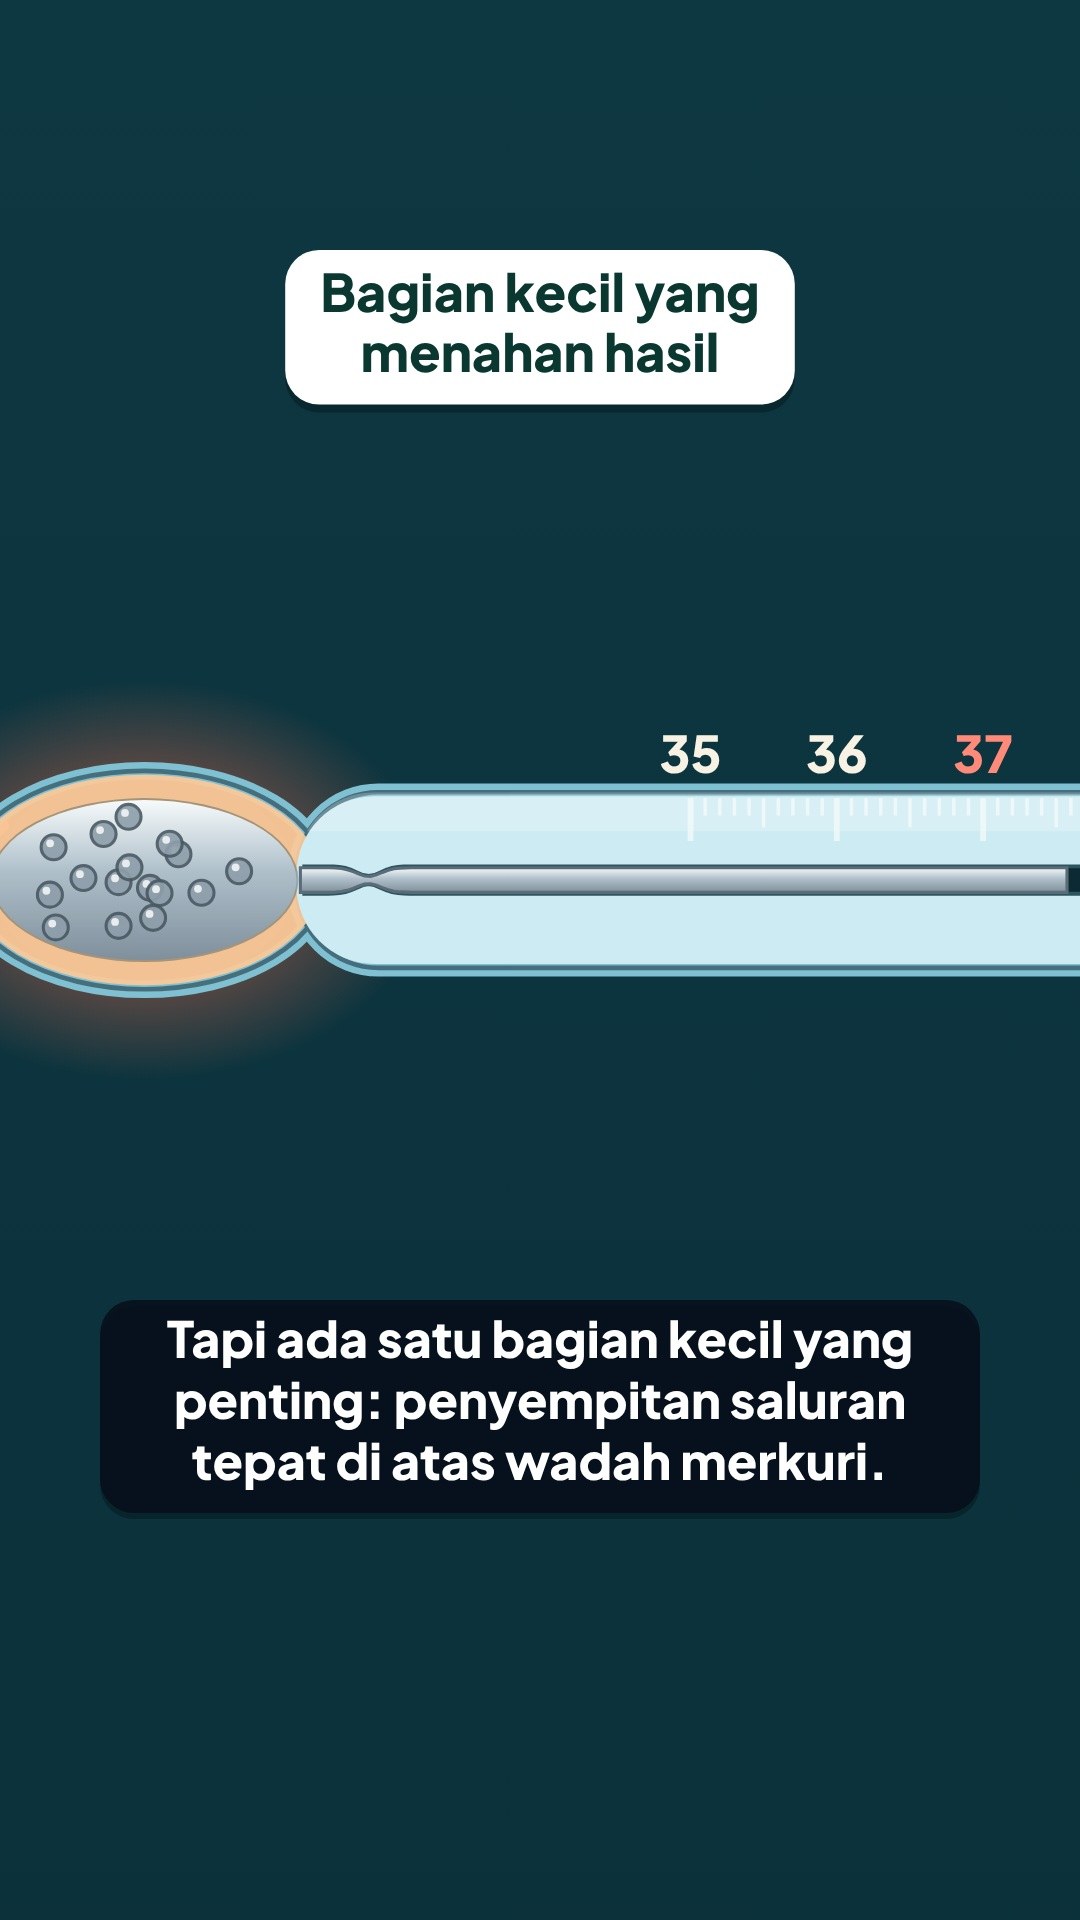 Bagian kecil yang
menahan hasil
35 36 37
Tapi ada satu bagian kecil yang
penting: penyempitan saluran
tepat di atas wadah merkuri.